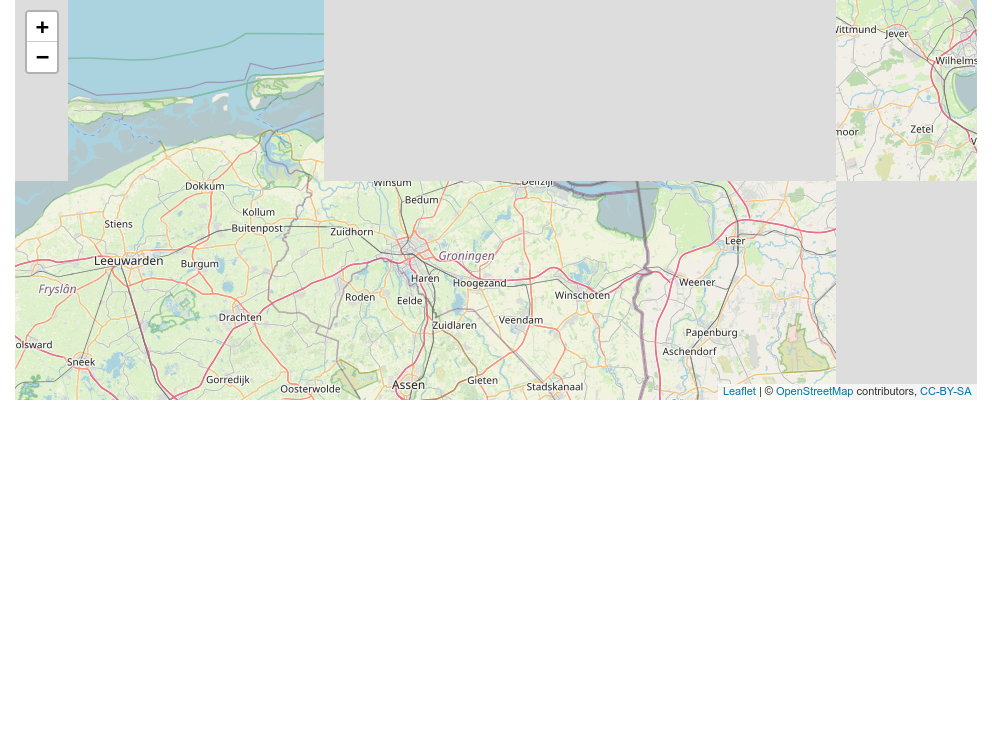 +
−
Wittmund
Jever
Wilhelms
moor
Zetel
V
Dokkum
Winsum
Delfzijl
Bedum
Kollum
Stiens
Buitenpost
Zuidhorn
Leer
Leeuwarden
Burgum
Groningen
Haren
Hoogezand
Weener
Fryslân
Roden
Eelde
Winschoten
Drachten
Zuidlaren
Veendam
Papenburg
olsward
Aschendorf
Sneek
Gorredijk
Oosterwolde
Assen
Gieten
Stadskanaal
Leaflet | © OpenStreetMap contributors, CC-BY-SA